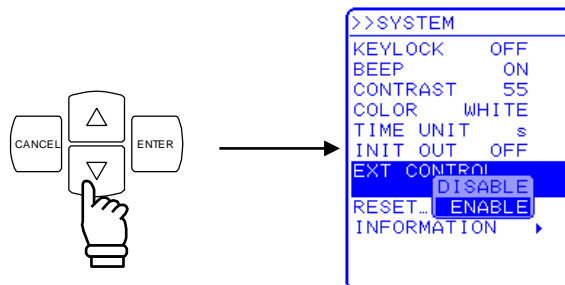 CANCEL
ENTER
>>SYSTEM
KEYLOCK OFF
BEEP ON
CONTRAST 55
COLOR WHITE
TIME UNIT s
INIT OUT OFF
EXT CONTROL
DISABLE
RESET… ENABLE
INFORMATION